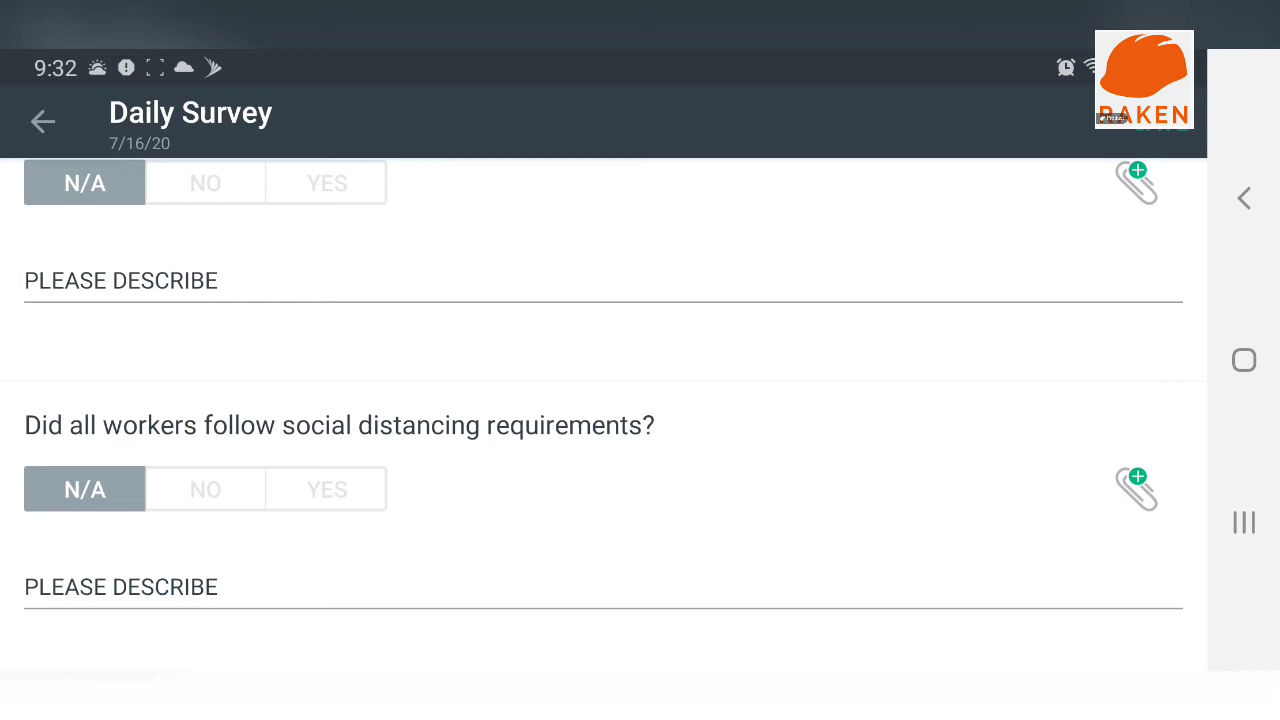 9:32
RAKEN
Product
Daily Survey
7/16/20
N/A NO YES
PLEASE DESCRIBE
Did all workers follow social distancing requirements?
N/A NO YES
PLEASE DESCRIBE